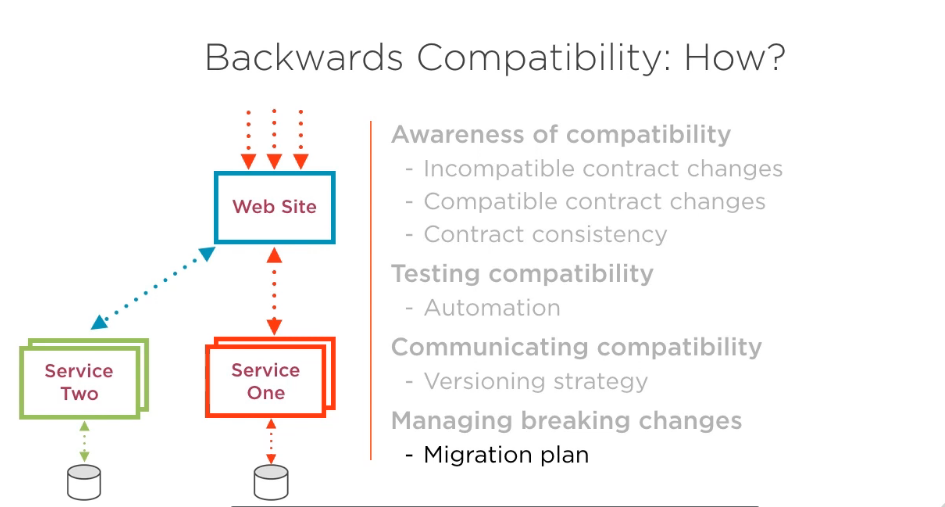 Backwards Compatibility: How?
Web Site
Service
Two
Service
One
Awareness of compatibility
- Incompatible contract changes
- Compatible contract changes
- Contract consistency
Testing compatibility
- Automation
Communicating compatibility
- Versioning strategy
Managing breaking changes
- Migration plan